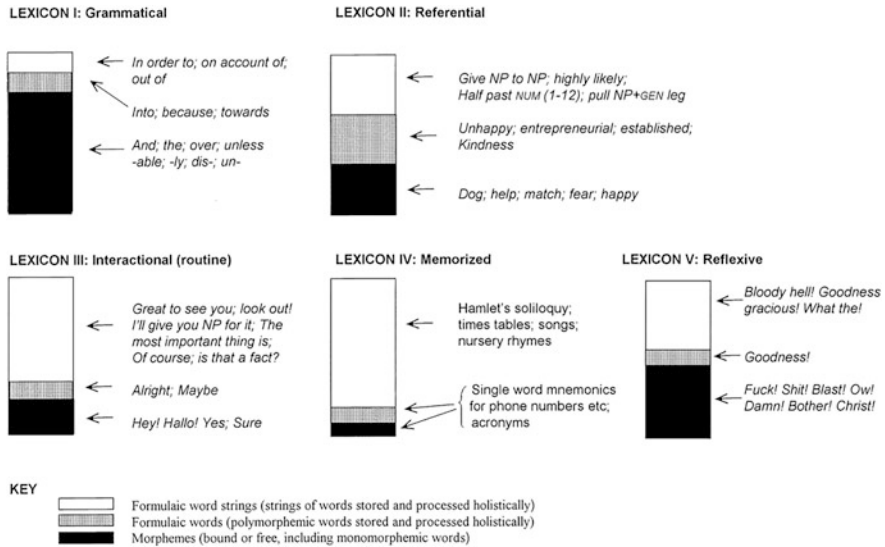 LEXICON I: Grammatical
In order to; on account of;
out of
Into; because; towards
And; the; over; unless
-able; -ly; dis-; un-
LEXICON II: Referential
Give NP to NP; highly likely;
Half past NUM (1-12); pull NP+GEN leg
Unhappy; entrepreneurial; established;
Kindness
Dog; help; match; fear; happy
LEXICON III: Interactional (routine)
Great to see you; look out!
I'll give you NP for it; The
most important thing is;
Of course; is that a fact?
Alright; Maybe
Hey! Hallo! Yes; Sure
LEXICON IV: Memorized
Hamlet's soliloquy;
times tables; songs;
nursery rhymes
Single word mnemonics
for phone numbers etc;
acronyms
LEXICON V: Reflexive
Bloody hell! Goodness
gracious! What the!
Goodness!
Fuck! Shit! Blast! Ow!
Damn! Bother! Christ!
KEY
Formulaic word strings (strings of words stored and processed holistically)
Formulaic words (polymorphemic words stored and processed holistically)
Morphemes (bound or free, including monomorphemic words)